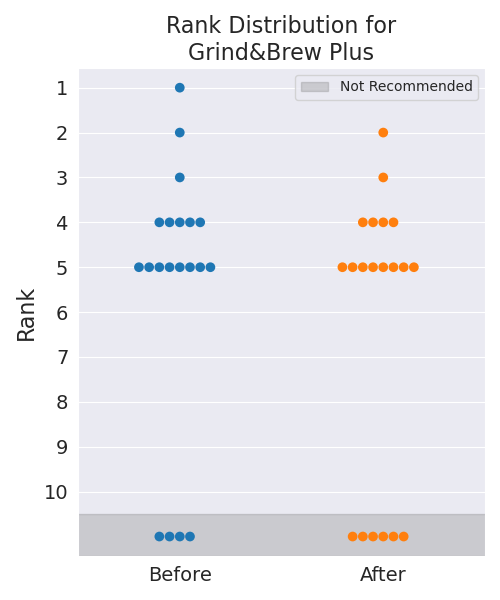 Rank Distribution for
Grind&Brew Plus
Not Recommended
1
2
3
4
5
6
7
8
9
10
Rank
Before
After